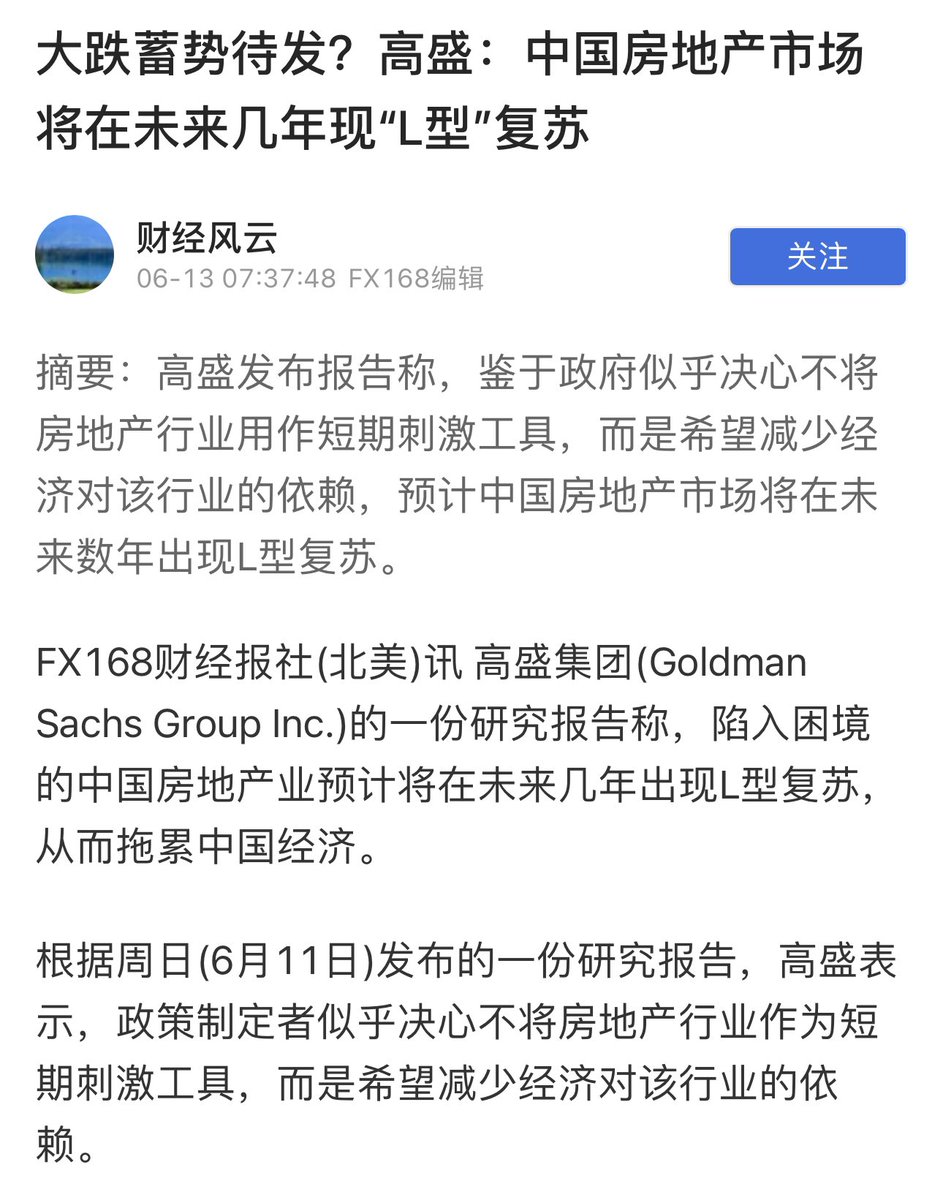 大跌蓄势待发？高盛：中国房地产市场
将在未来几年现“L型”复苏
财经风云
06-13 07:37:48 FX168编辑
关注
摘要：高盛发布报告称，鉴于政府似乎决心不将
房地产行业用作短期刺激工具，而是希望减少经
济对该行业的依赖，预计中国房地产市场将在未
来数年出现L型复苏。
FX168财经报社(北美)讯 高盛集团(Goldman
Sachs Group Inc.)的一份研究报告称，陷入困境
的中国房地产业预计将在未来几年出现L型复苏，
从而拖累中国经济。
根据周日(6月11日)发布的一份研究报告，高盛表
示，政策制定者似乎决心不将房地产行业作为短
期刺激工具，而是希望减少经济对该行业的依
赖。